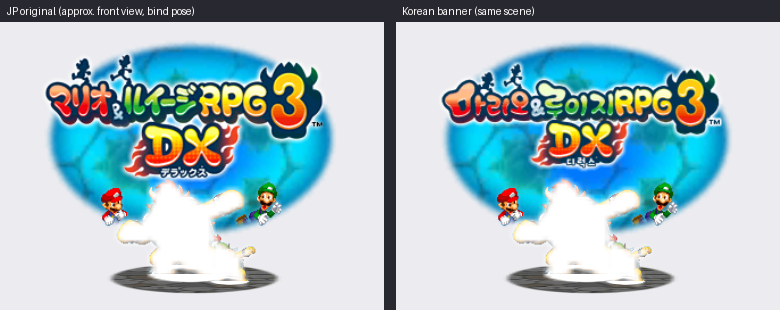 JP original (approx. front view, bind pose)
マリオ&ルイージRPG3
TM
DX
デラックス
Korean banner (same scene)
마리오&루이지RPG3
TM
DX
디럭스